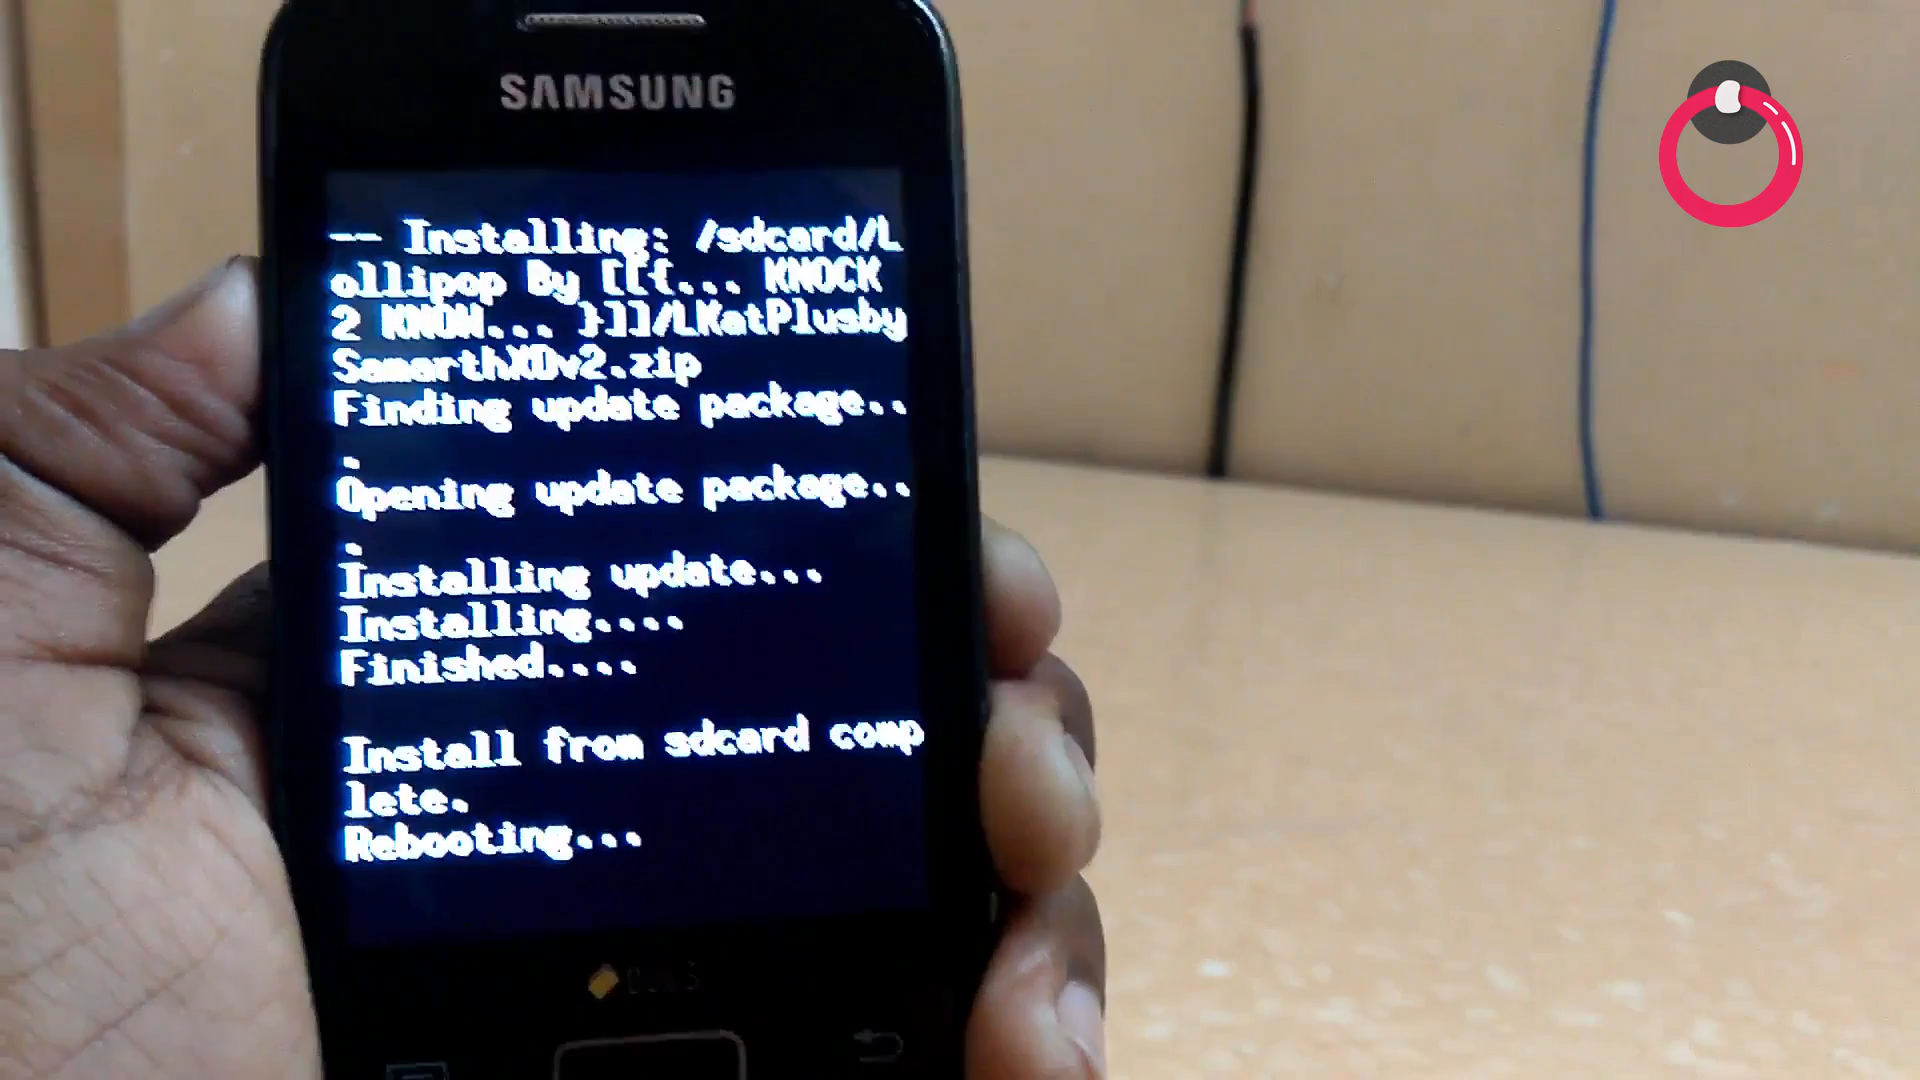 SAMSUNG
-- Installing: /sdcard/L
ollipop By [[{... KNOCK
2 KNOW... }]]/LKatPlusby
SamarthXDv2.zip
Finding update package..
.
Opening update package..
.
Installing update...
Installing....
Finished....
Install from sdcard comp
lete.
Rebooting...
DUOS